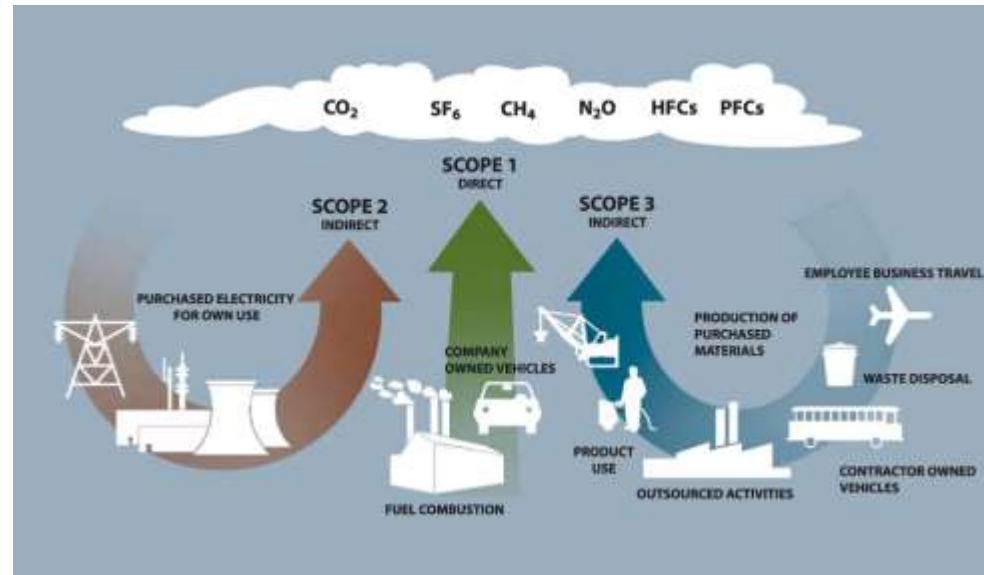 CO₂ SF₆ CH₄ N₂O HFCs PFCs
SCOPE 1
DIRECT
SCOPE 2
INDIRECT
SCOPE 3
INDIRECT
EMPLOYEE BUSINESS TRAVEL
PURCHASED ELECTRICITY
FOR OWN USE
PRODUCTION OF
PURCHASED
MATERIALS
COMPANY
OWNED VEHICLES
WASTE DISPOSAL
PRODUCT
USE
CONTRACTOR OWNED
VEHICLES
OUTSOURCED ACTIVITIES
FUEL COMBUSTION